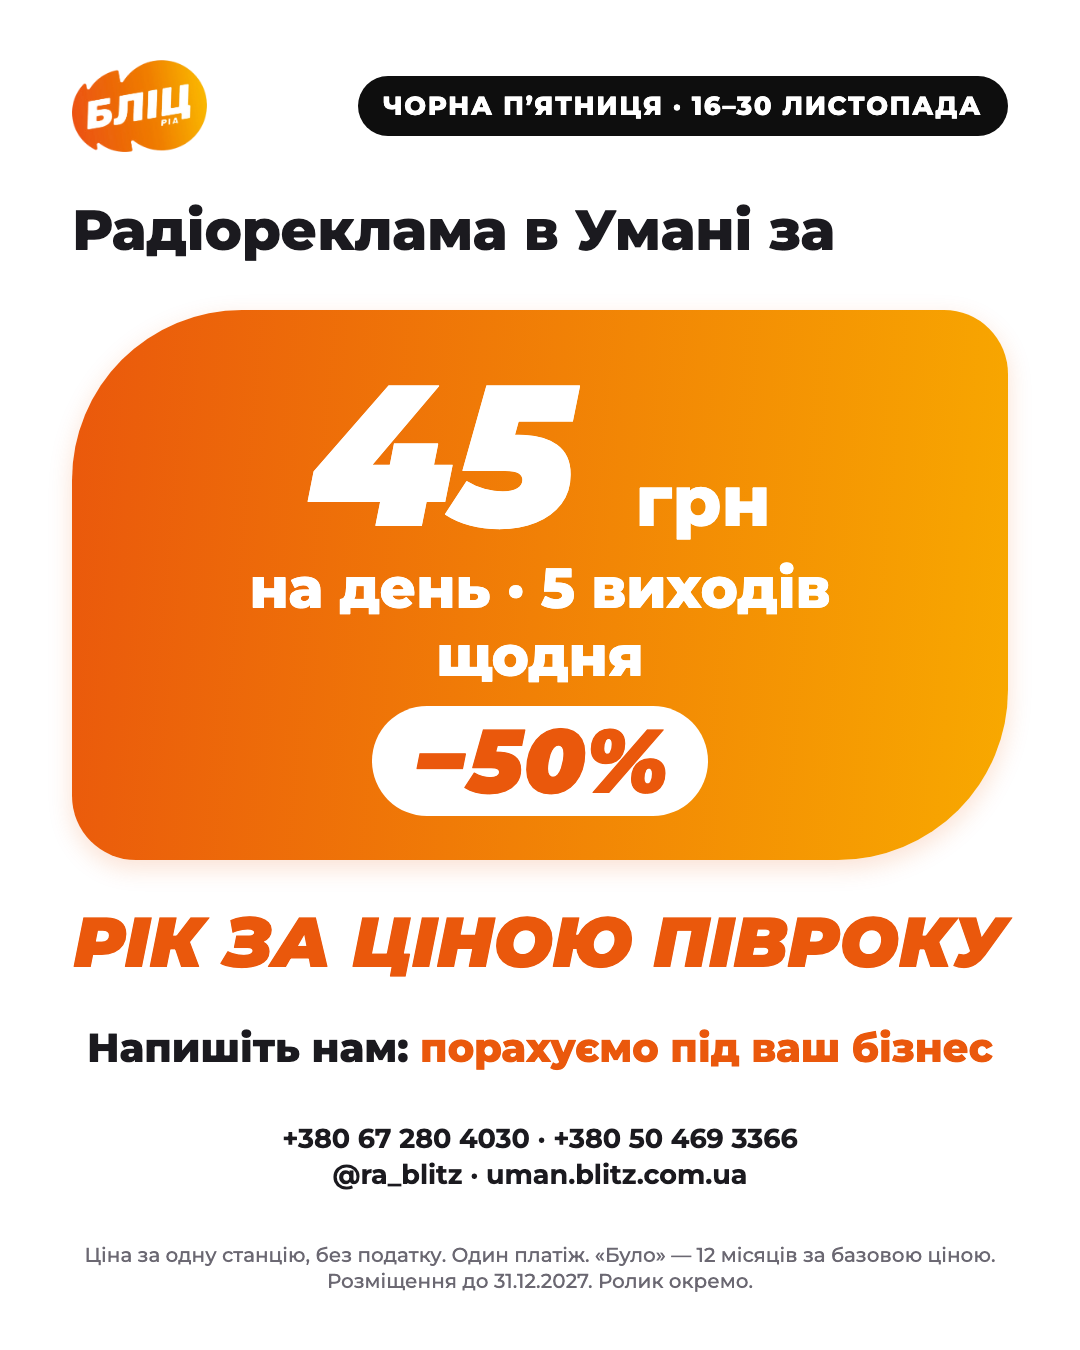 БЛІЦ
РІА
ЧОРНА П’ЯТНИЦЯ · 16–30 ЛИСТОПАДА
Радіореклама в Умані за
45 грн
на день · 5 виходів
щодня
–50%
РІК ЗА ЦІНОЮ ПІВРОКУ
Напишіть нам: порахуємо під ваш бізнес
+380 67 280 4030 · +380 50 469 3366
@ra_blitz · uman.blitz.com.ua
Ціна за одну станцію, без податку. Один платіж. «Було» — 12 місяців за базовою ціною.
Розміщення до 31.12.2027. Ролик окремо.